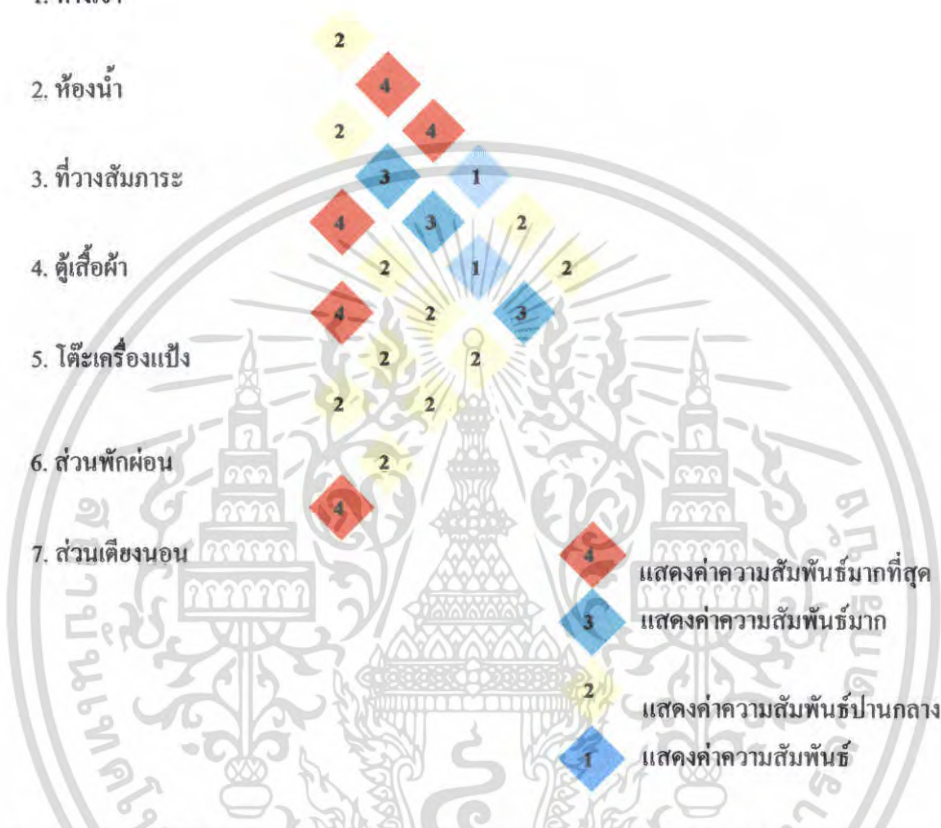 1. ทางเข้า
2
2. ห้องน้ำ 4
2 4
3. ที่วางสัมภาระ 3 1
4 3 2
4. ตู้เสื้อผ้า 2 1 2
4 2 3
5. โต๊ะเครื่องแป้ง 2 2
2 2
6. ส่วนพักผ่อน 2
4
7. ส่วนเตียงนอน
4 แสดงค่าความสัมพันธ์มากที่สุด
3 แสดงค่าความสัมพันธ์มาก
2 แสดงค่าความสัมพันธ์ปานกลาง
1 แสดงค่าความสัมพันธ์